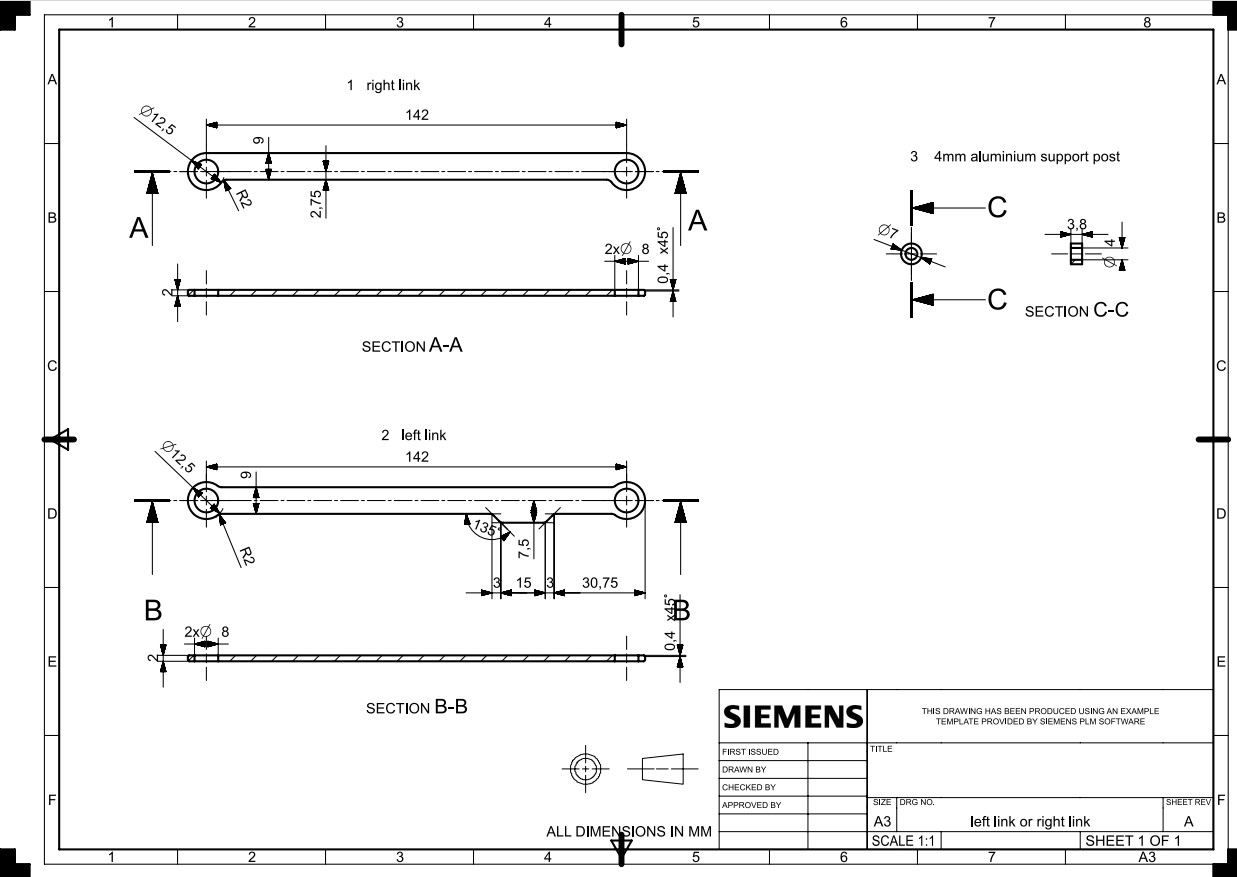 1 2 3 4 5 6 7 8
A A
B B
C C
D D
E E
F F
1 right link
142
Ø12,5
9
R2
2,75
A A
2xØ 8
0,4 x45°
2
SECTION A-A
3 4mm aluminium support post
C
Ø7
3,8
Ø 4
C
SECTION C-C
2 left link
142
Ø12,5
9
R2
135°
7,5
3 15 3 30,75
B B
2xØ 8
0,4 x45°
2
SECTION B-B
ALL DIMENSIONS IN MM
SIEMENS
THIS DRAWING HAS BEEN PRODUCED USING AN EXAMPLE
TEMPLATE PROVIDED BY SIEMENS PLM SOFTWARE
FIRST ISSUED
DRAWN BY
CHECKED BY
APPROVED BY
TITLE
SIZE DRG NO. SHEET REV
A3 left link or right link A
SCALE 1:1 SHEET 1 OF 1
1 2 3 4 5 6 7 A3